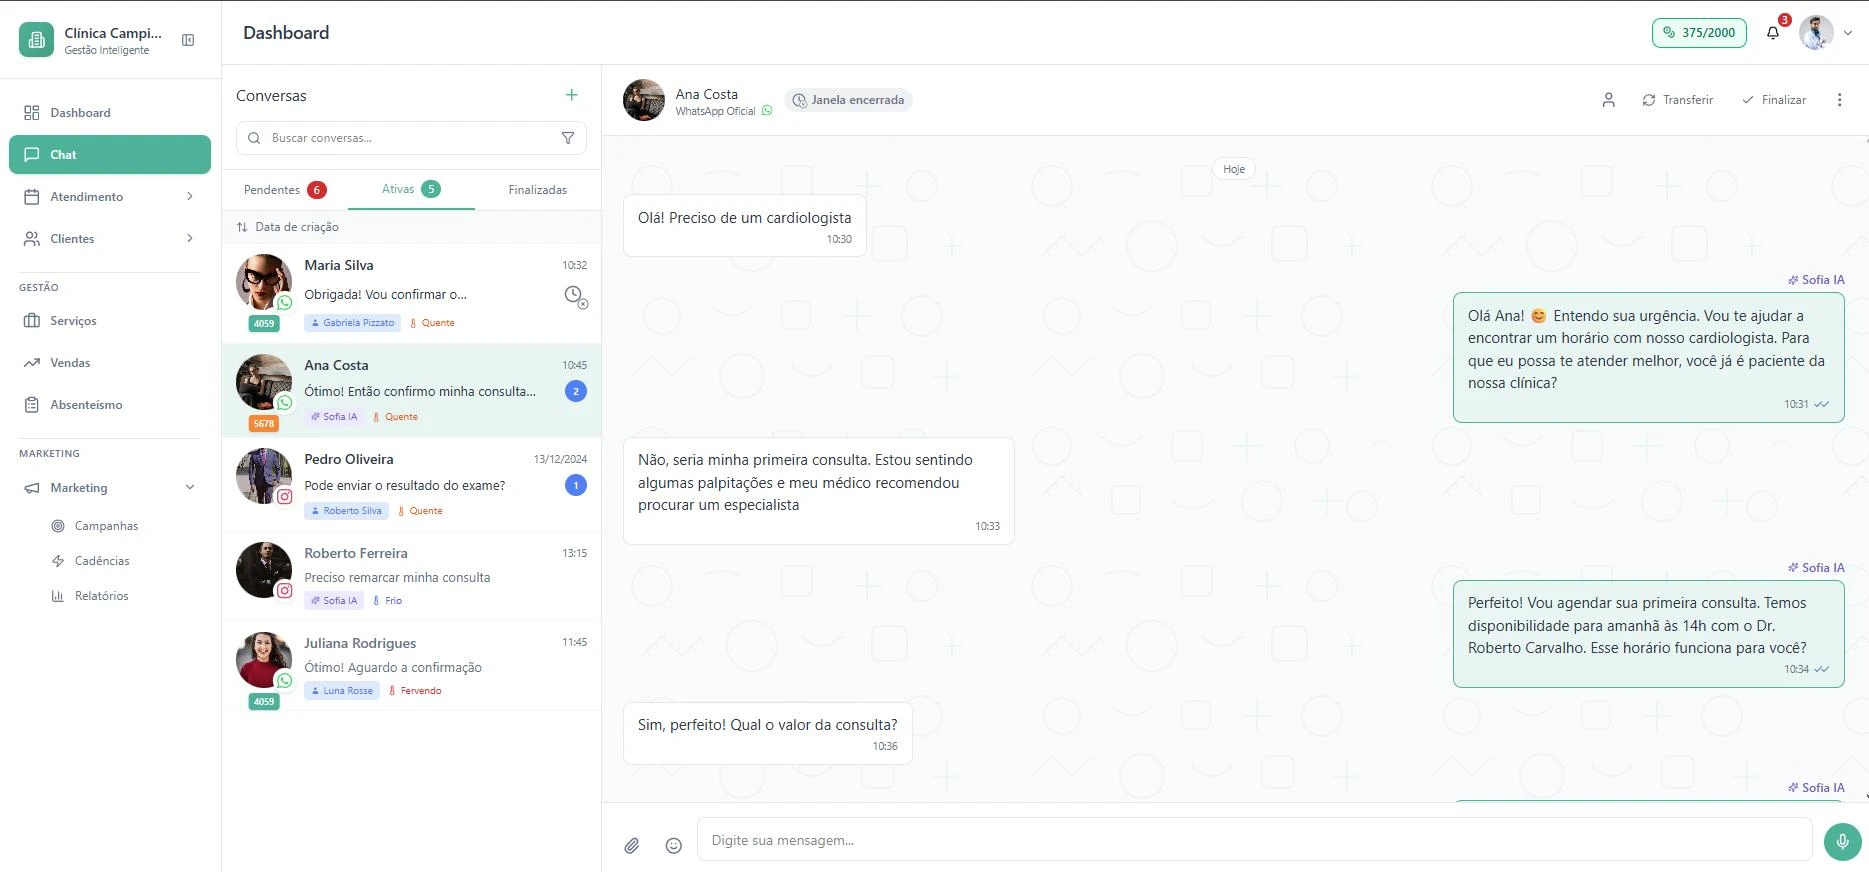 Clínica Campi...
Gestão Inteligente
Dashboard
Chat
Atendimento
Clientes
GESTÃO
Serviços
Vendas
Absenteísmo
MARKETING
Marketing
Campanhas
Cadências
Relatórios
Dashboard
375/2000
3
Conversas
Buscar conversas...
Pendentes 6
Ativas 5
Finalizadas
Data de criação
Maria Silva 10:32
Obrigada! Vou confirmar o...
4059 Gabriela Pizzato Quente
Ana Costa 10:45
Ótimo! Então confirmo minha consulta... 2
Sofia IA Quente
5678
Pedro Oliveira 13/12/2024
Pode enviar o resultado do exame? 1
Roberto Silva Quente
Roberto Ferreira 13:15
Preciso remarcar minha consulta
Sofia IA Frio
Juliana Rodrigues 11:45
Ótimo! Aguardo a confirmação
Luna Rosse Fervendo
4059
Ana Costa
WhatsApp Oficial
Janela encerrada
Transferir
Finalizar
Hoje
Olá! Preciso de um cardiologista
10:30
Sofia IA
Olá Ana! 😊 Entendo sua urgência. Vou te ajudar a
encontrar um horário com nosso cardiologista. Para
que eu possa te atender melhor, você já é paciente da
nossa clínica?
10:31
Não, seria minha primeira consulta. Estou sentindo
algumas palpitações e meu médico recomendou
procurar um especialista
10:33
Sofia IA
Perfeito! Vou agendar sua primeira consulta. Temos
disponibilidade para amanhã às 14h com o Dr.
Roberto Carvalho. Esse horário funciona para você?
10:34
Sim, perfeito! Qual o valor da consulta?
10:36
Sofia IA
Digite sua mensagem...